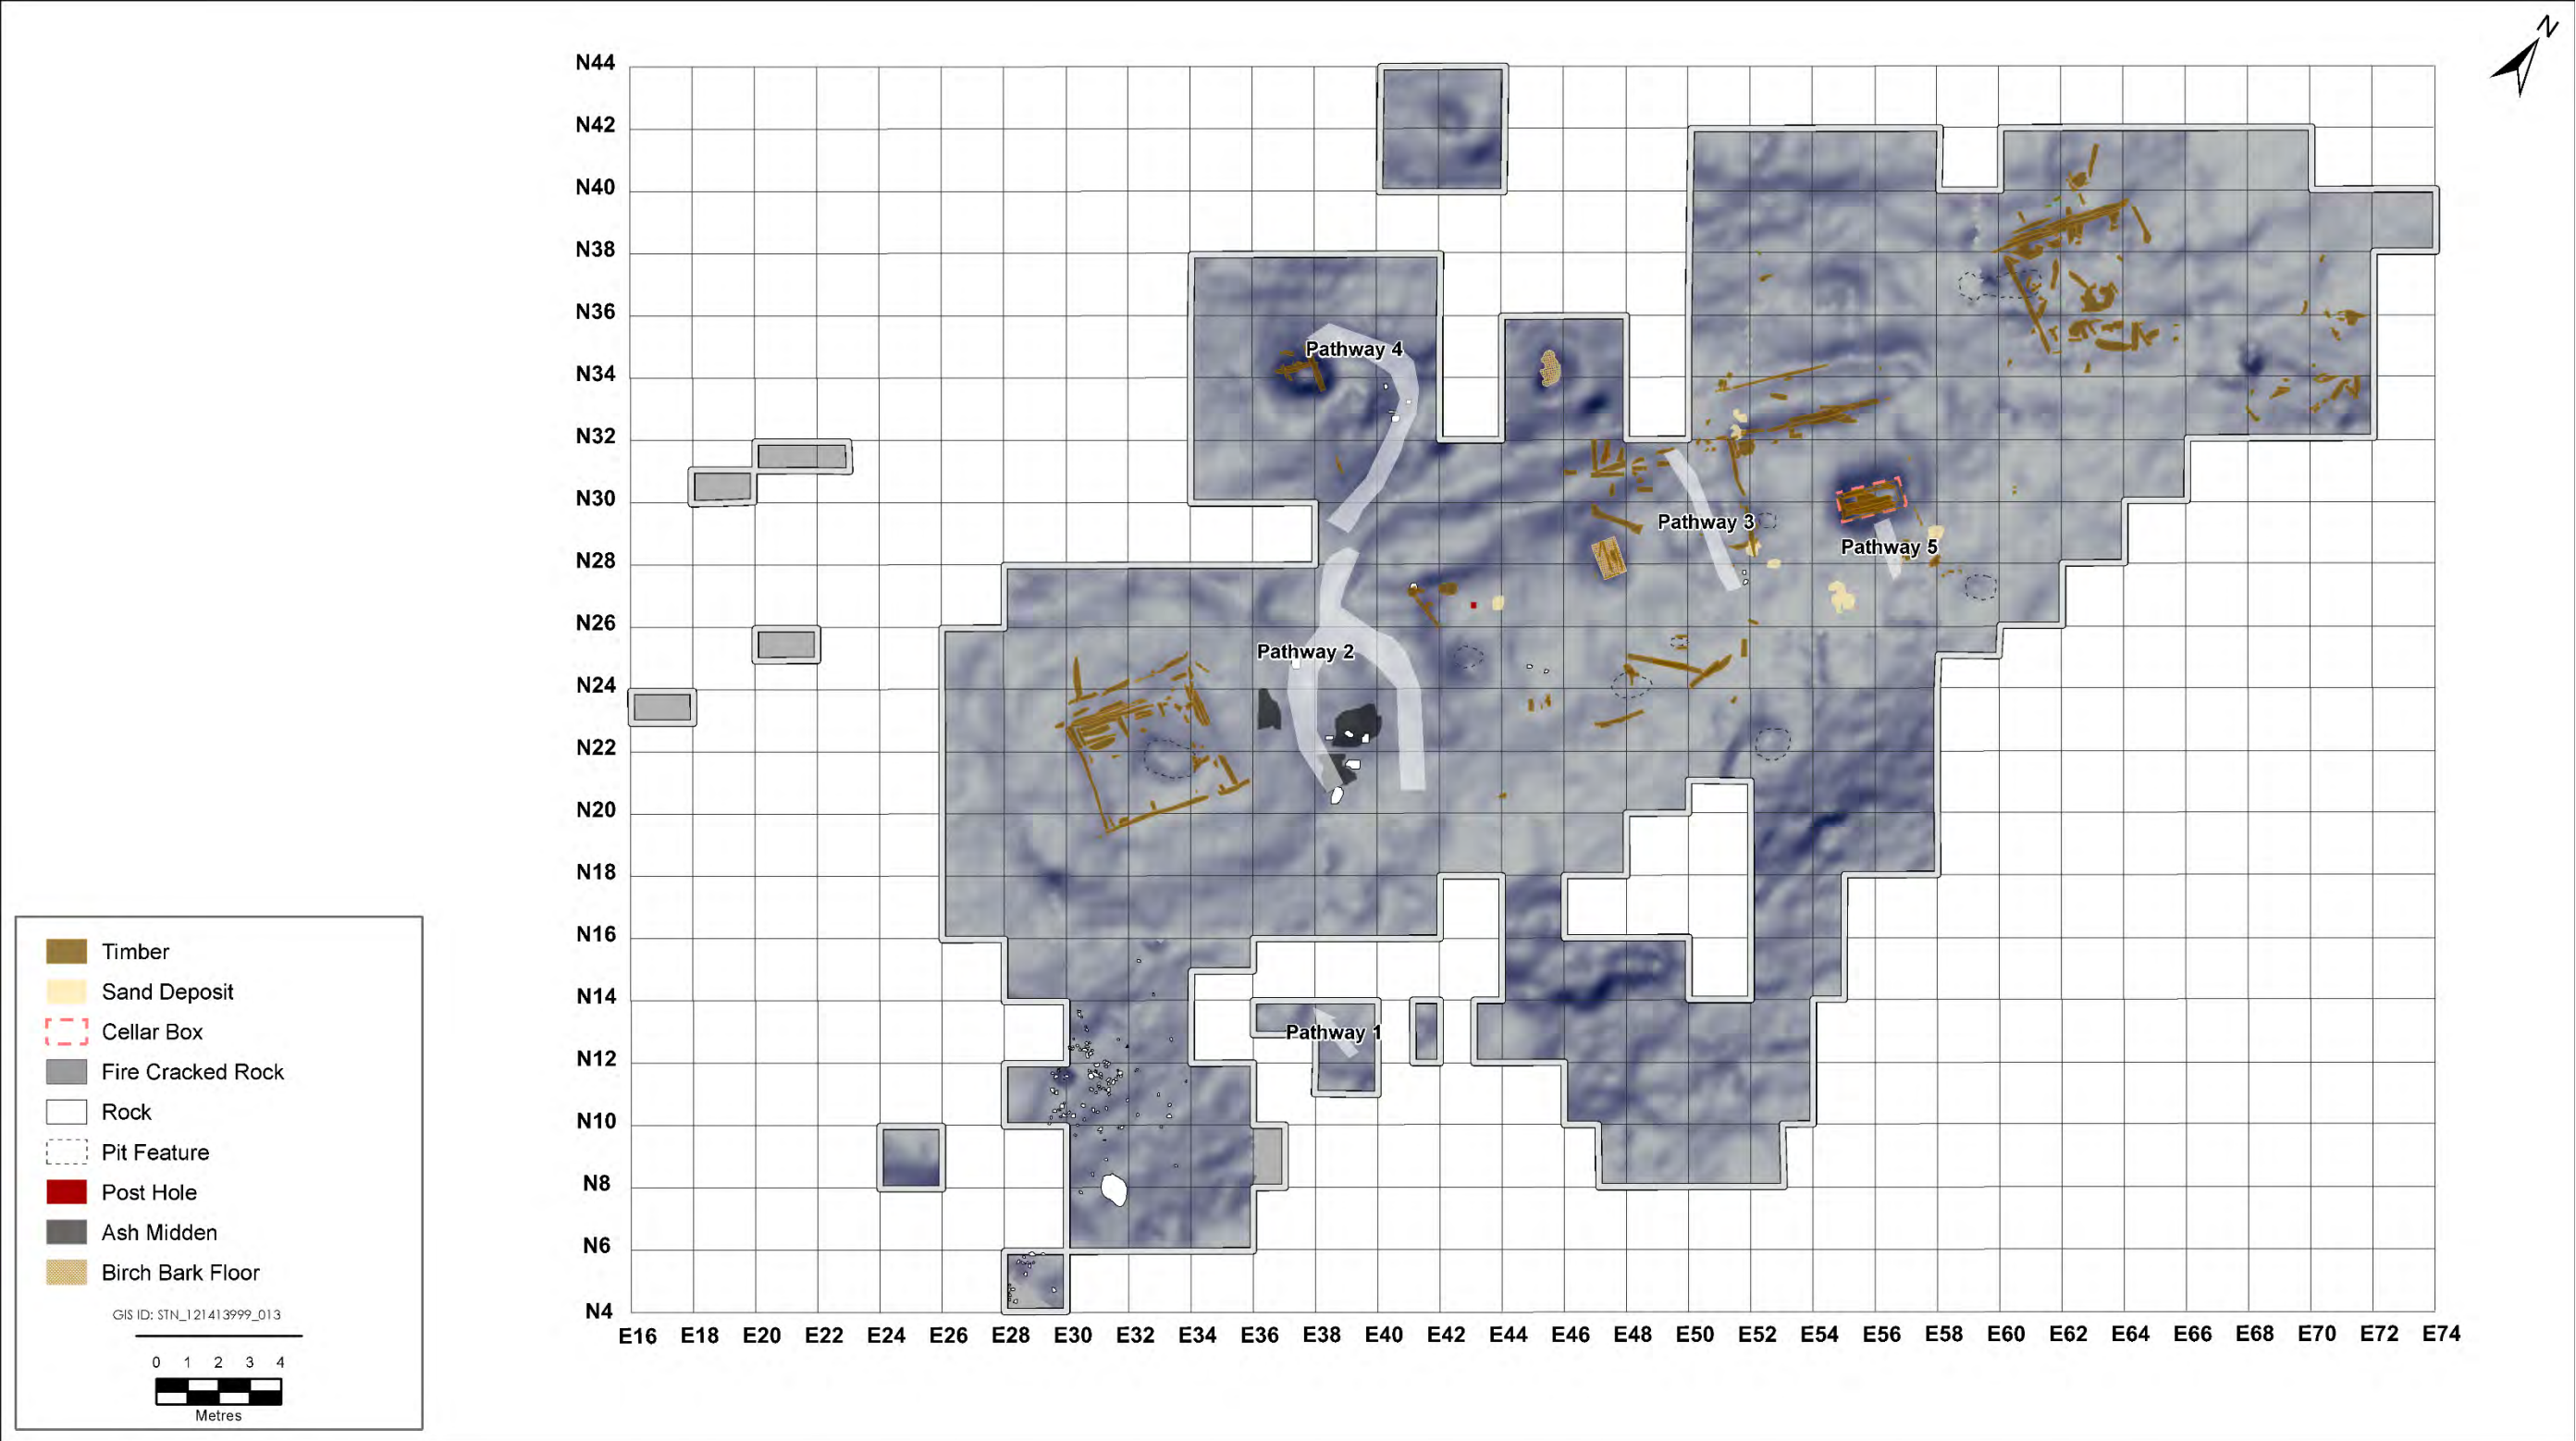 N
N44
N42
N40
N38
N36
Pathway 4
N34
N32
N30
Pathway 3
N28
Pathway 5
N26
Pathway 2
N24
N22
N20
N18
N16
N14
Pathway 1
N12
N10
N8
N6
N4
E16 E18 E20 E22 E24 E26 E28 E30 E32 E34 E36 E38 E40 E42 E44 E46 E48 E50 E52 E54 E56 E58 E60 E62 E64 E66 E68 E70 E72 E74
Timber
Sand Deposit
Cellar Box
Fire Cracked Rock
Rock
Pit Feature
Post Hole
Ash Midden
Birch Bark Floor
GIS ID: STN_121413999_013
0 1 2 3 4
Metres